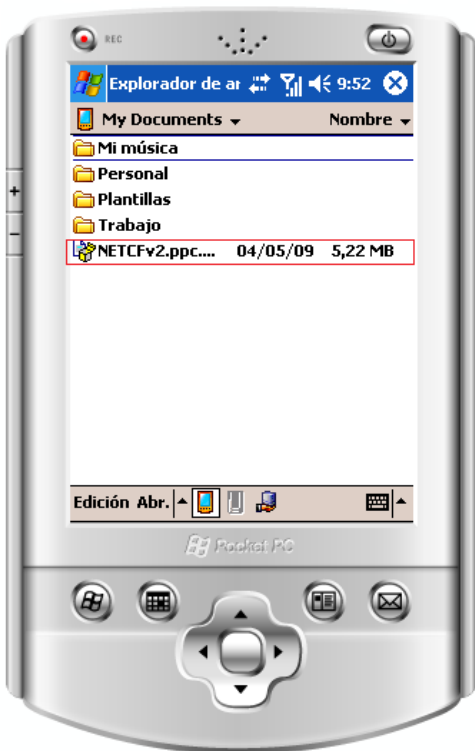 REC
Explorador de ar 9:52
My Documents Nombre
Mi música
Personal
Plantillas
Trabajo
NETCFv2.ppc.... 04/05/09 5,22 MB
Edición Abr.
Pocket PC
+
-